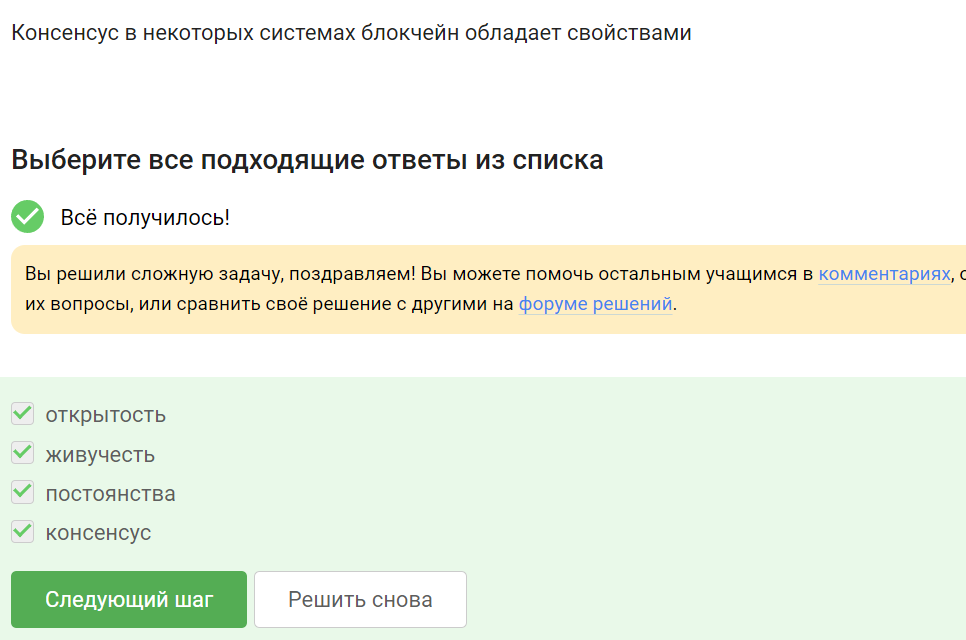 Консенсус в некоторых системах блокчейн обладает свойствами
Выберите все подходящие ответы из списка
Всё получилось!
Вы решили сложную задачу, поздравляем! Вы можете помочь остальным учащимся в комментариях,
их вопросы, или сравнить своё решение с другими на форуме решений.
открытость
живучесть
постоянства
консенсус
Следующий шаг
Решить снова